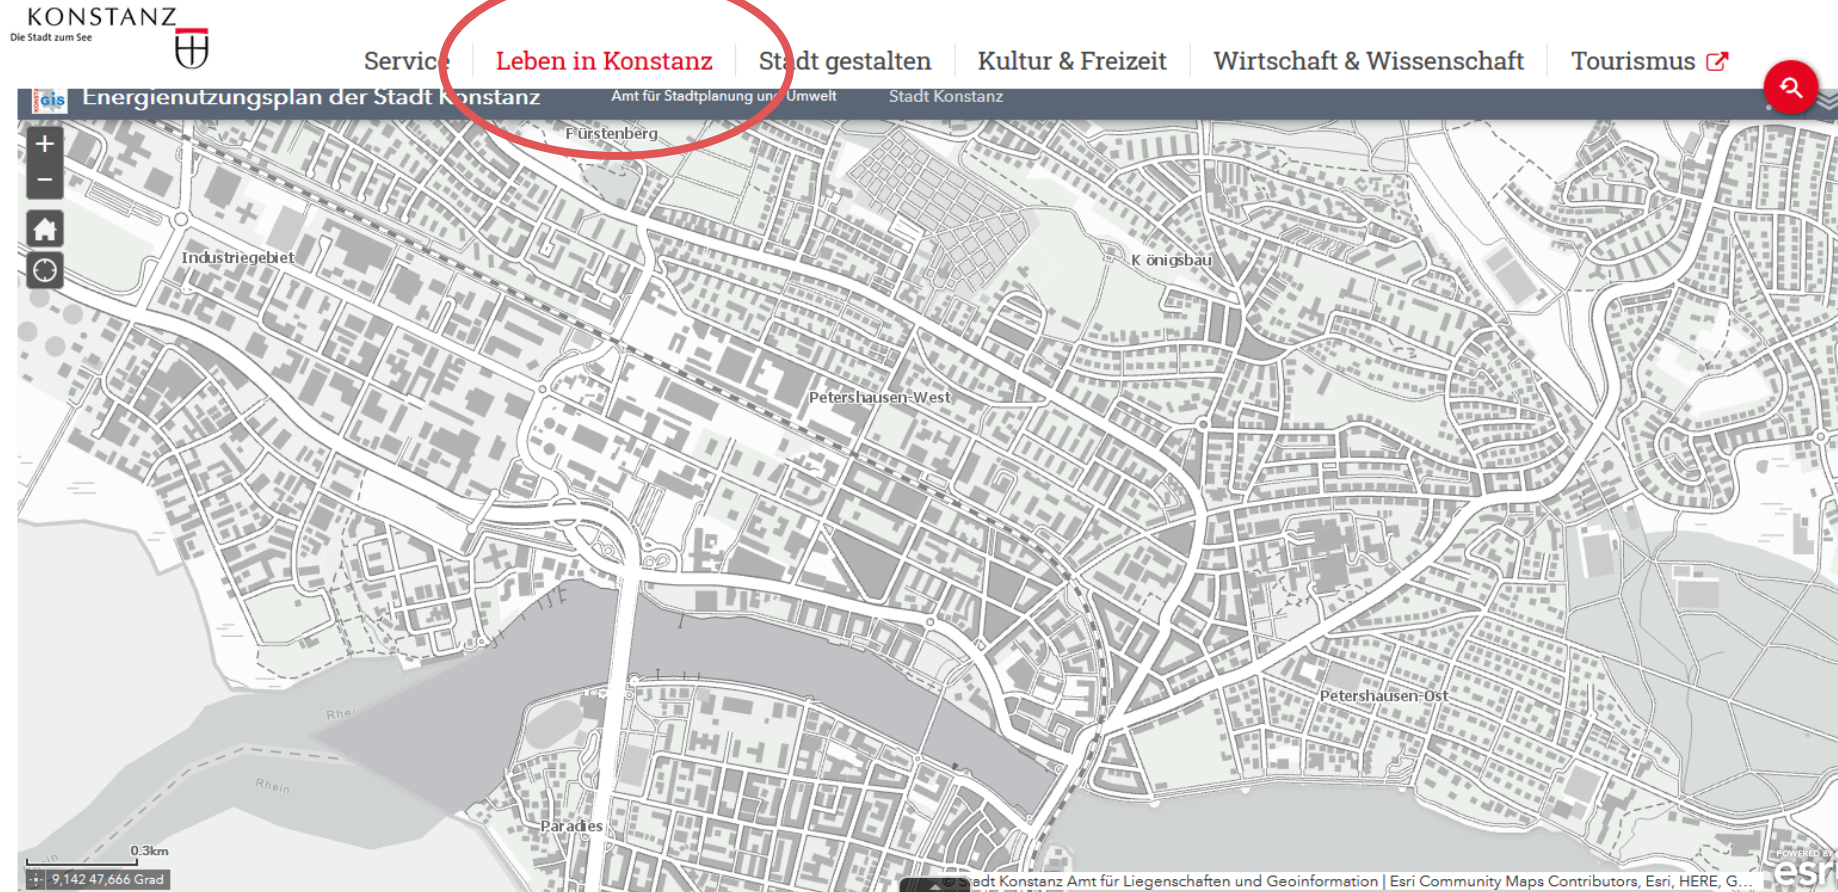 KONSTANZ
Die Stadt zum See
Service
Leben in Konstanz
Stadt gestalten
Kultur & Freizeit
Wirtschaft & Wissenschaft
Tourismus
GIS
Energienutzungsplan der Stadt Konstanz
Amt für Stadtplanung und Umwelt
Stadt Konstanz
+
−
F ürstenberg
Industriegebiet
K önigsbau
Petershausen-West
Petershausen-Ost
Rhein
Paradies
0.3km
9,142 47,666 Grad
POWERED BY
esri
© Stadt Konstanz Amt für Liegenschaften und Geoinformation | Esri Community Maps Contributors, Esri, HERE, G...